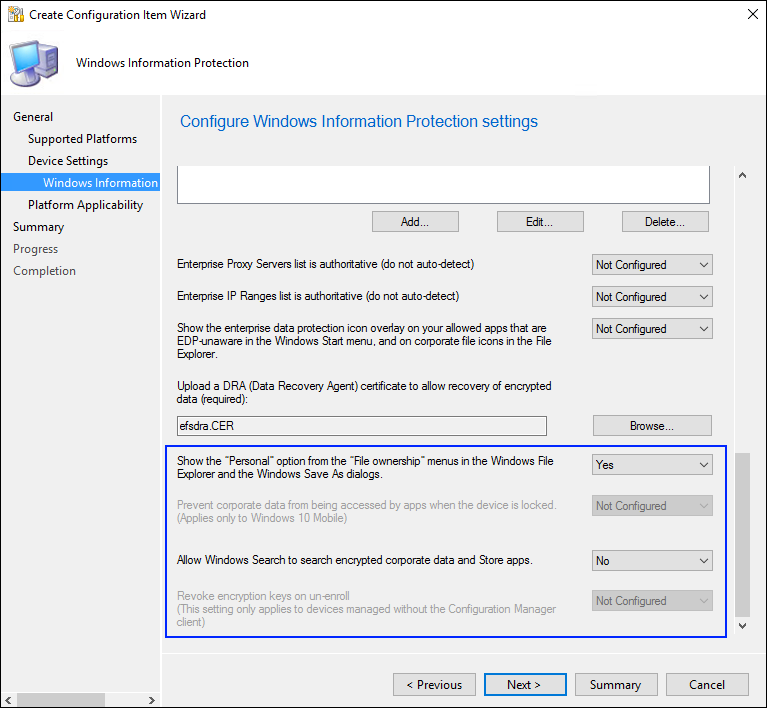 Create Configuration Item Wizard
Windows Information Protection
General
Supported Platforms
Device Settings
Windows Information
Platform Applicability
Summary
Progress
Completion
Configure Windows Information Protection settings
Add...
Edit...
Delete...
Enterprise Proxy Servers list is authoritative (do not auto-detect)
Not Configured
Enterprise IP Ranges list is authoritative (do not auto-detect)
Not Configured
Show the enterprise data protection icon overlay on your allowed apps that are
EDP-unaware in the Windows Start menu, and on corporate file icons in the File
Explorer.
Not Configured
Upload a DRA (Data Recovery Agent) certificate to allow recovery of encrypted
data (required):
efsdra.CER
Browse...
Show the "Personal" option from the "File ownership" menus in the Windows File
Explorer and the Windows Save As dialogs.
Yes
Prevent corporate data from being accessed by apps when the device is locked.
(Applies only to Windows 10 Mobile)
Not Configured
Allow Windows Search to search encrypted corporate data and Store apps.
No
Revoke encryption keys on un-enroll
(This setting only applies to devices managed without the Configuration Manager
client)
Not Configured
< Previous
Next >
Summary
Cancel